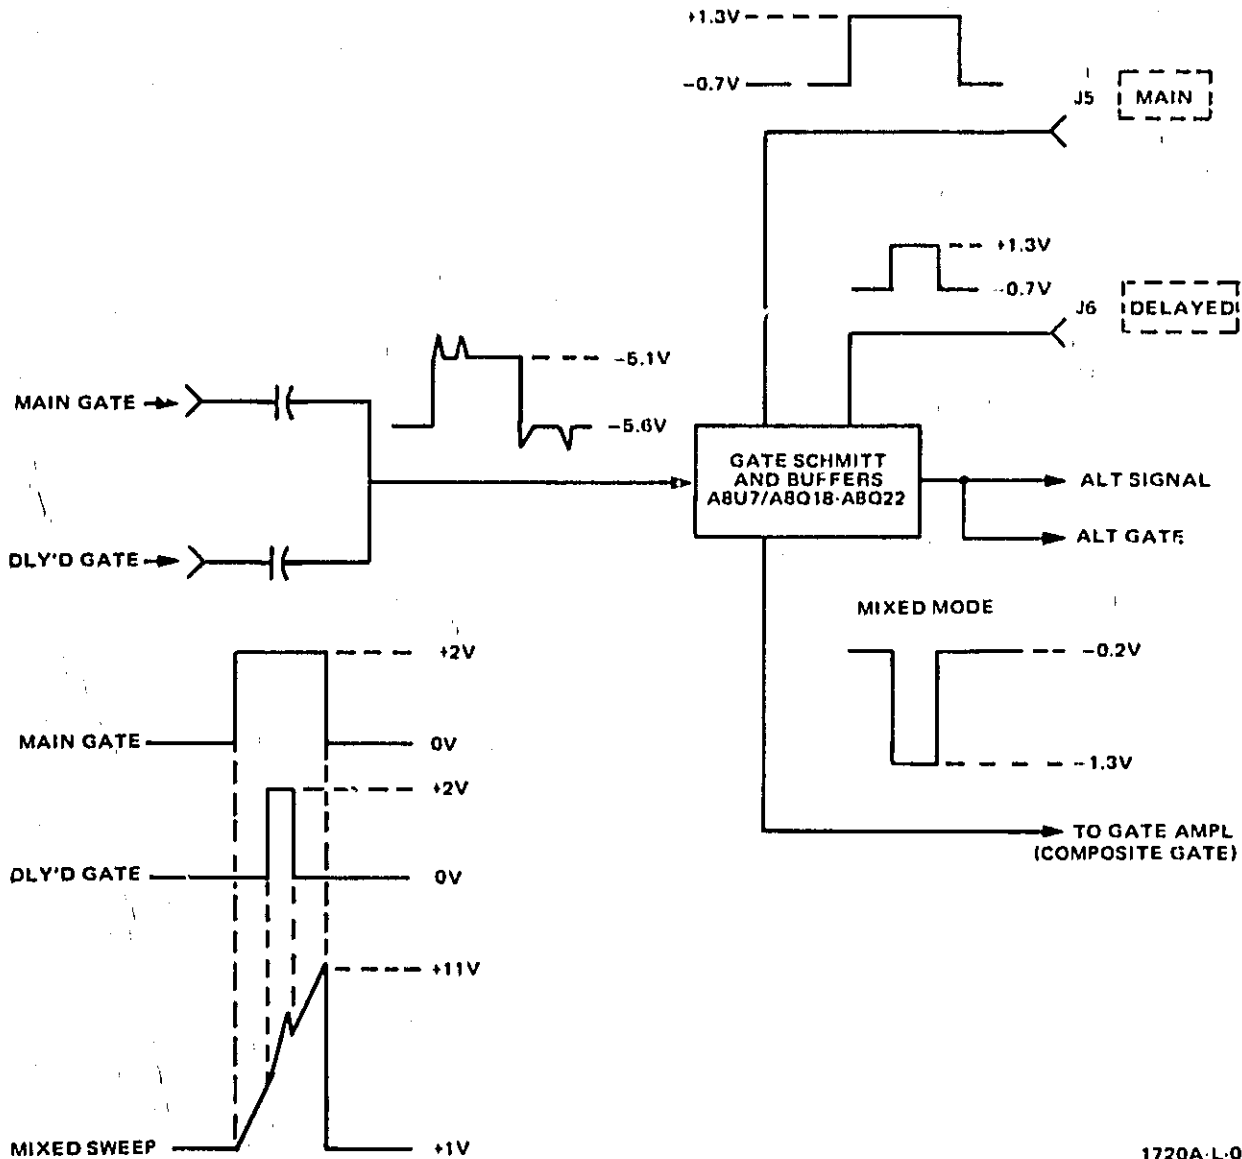 +1.3V
-0.7V
J5
MAIN
+1.3V
-0.7V
J6
DELAYED
-5.1V
-5.6V
MAIN GATE
DLY'D GATE
GATE SCHMITT
AND BUFFERS
A8U7/A8Q18-A8Q22
ALT SIGNAL
ALT GATE
MIXED MODE
-0.2V
-1.3V
TO GATE AMPL
(COMPOSITE GATE)
+2V
MAIN GATE
0V
+2V
DLY'D GATE
0V
+11V
MIXED SWEEP
+1V
1720A-L-0